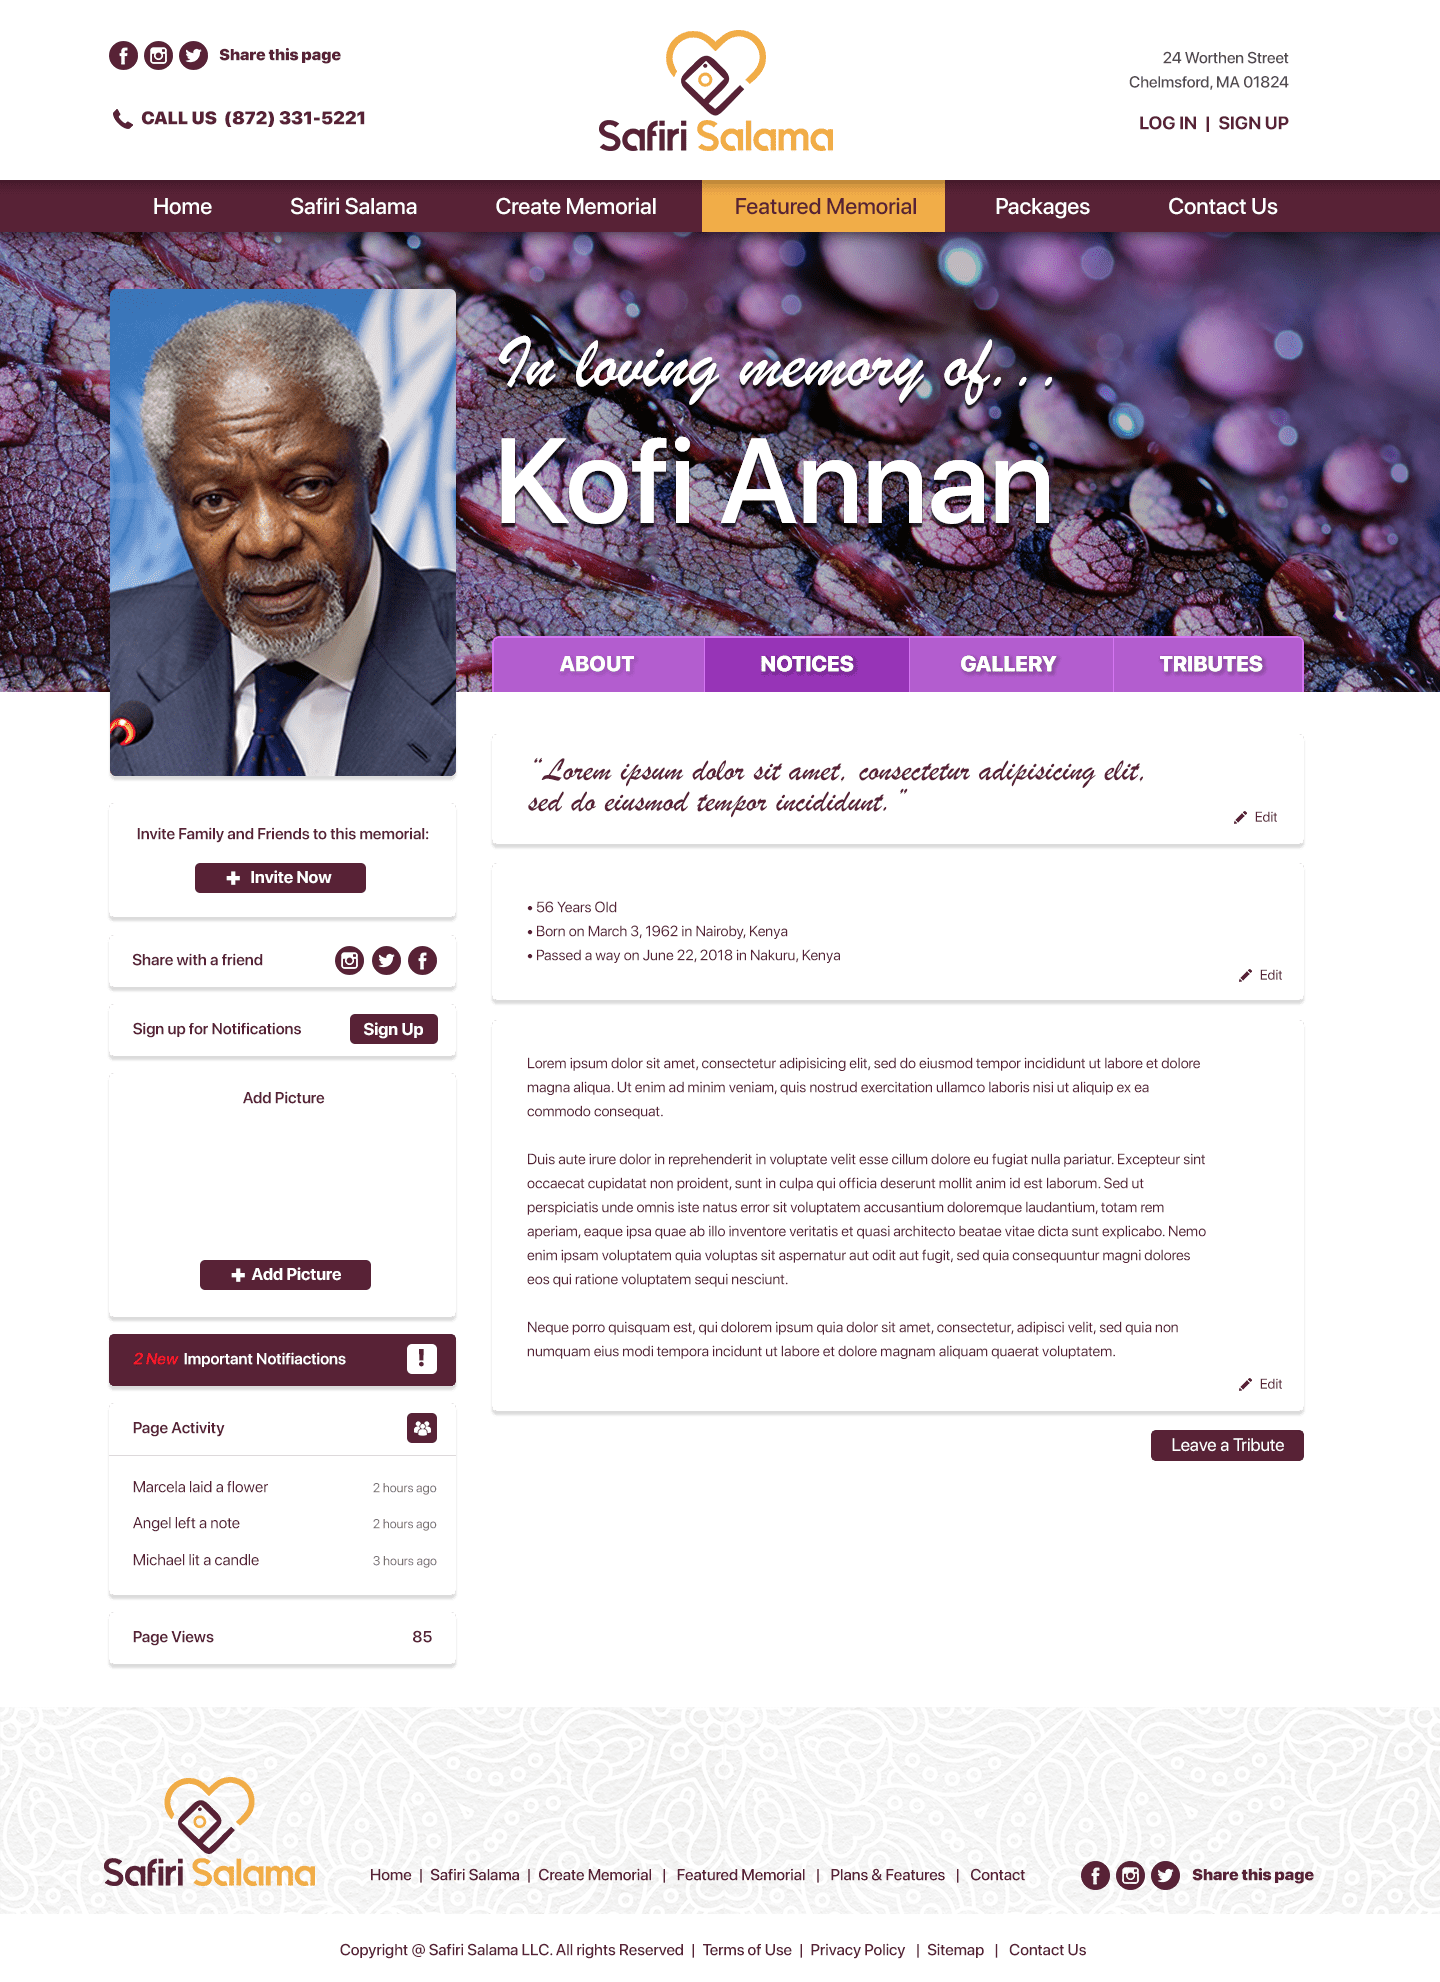 Share this page
CALL US (872) 331-5221
Safiri Salama
24 Worthen Street
Chelmsford, MA 01824
LOG IN | SIGN UP
Home Safiri Salama Create Memorial Featured Memorial Packages Contact Us
In loving memory of...
Kofi Annan
ABOUT NOTICES GALLERY TRIBUTES
Invite Family and Friends to this memorial:
+ Invite Now
Share with a friend
Sign up for Notifications Sign Up
Add Picture
+ Add Picture
2 New Important Notifiactions !
Page Activity
Marcela laid a flower 2 hours ago
Angel left a note 2 hours ago
Michael lit a candle 3 hours ago
Page Views 85
“Lorem ipsum dolor sit amet, consectetur adipisicing elit,
sed do eiusmod tempor incididunt.”
Edit
• 56 Years Old
• Born on March 3, 1962 in Nairoby, Kenya
• Passed a way on June 22, 2018 in Nakuru, Kenya
Edit
Lorem ipsum dolor sit amet, consectetur adipisicing elit, sed do eiusmod tempor incididunt ut labore et dolore
magna aliqua. Ut enim ad minim veniam, quis nostrud exercitation ullamco laboris nisi ut aliquip ex ea
commodo consequat.
Duis aute irure dolor in reprehenderit in voluptate velit esse cillum dolore eu fugiat nulla pariatur. Excepteur sint
occaecat cupidatat non proident, sunt in culpa qui officia deserunt mollit anim id est laborum. Sed ut
perspiciatis unde omnis iste natus error sit voluptatem accusantium doloremque laudantium, totam rem
aperiam, eaque ipsa quae ab illo inventore veritatis et quasi architecto beatae vitae dicta sunt explicabo. Nemo
enim ipsam voluptatem quia voluptas sit aspernatur aut odit aut fugit, sed quia consequuntur magni dolores
eos qui ratione voluptatem sequi nesciunt.
Neque porro quisquam est, qui dolorem ipsum quia dolor sit amet, consectetur, adipisci velit, sed quia non
numquam eius modi tempora incidunt ut labore et dolore magnam aliquam quaerat voluptatem.
Edit
Leave a Tribute
Safiri Salama
Home | Safiri Salama | Create Memorial | Featured Memorial | Plans & Features | Contact
Share this page
Copyright @ Safiri Salama LLC. All rights Reserved | Terms of Use | Privacy Policy | Sitemap | Contact Us